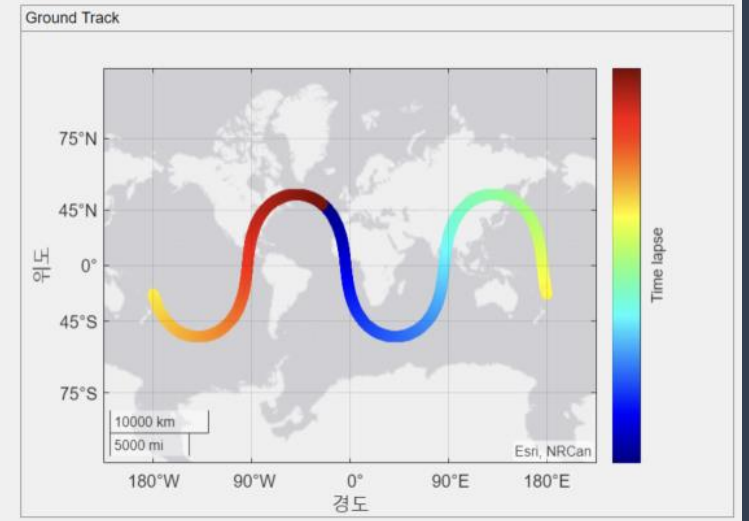 Ground Track
75°N
45°N
0°
45°S
75°S
위도
10000 km
5000 mi
Esri, NRCan
180°W 90°W 0° 90°E 180°E
경도
Time lapse